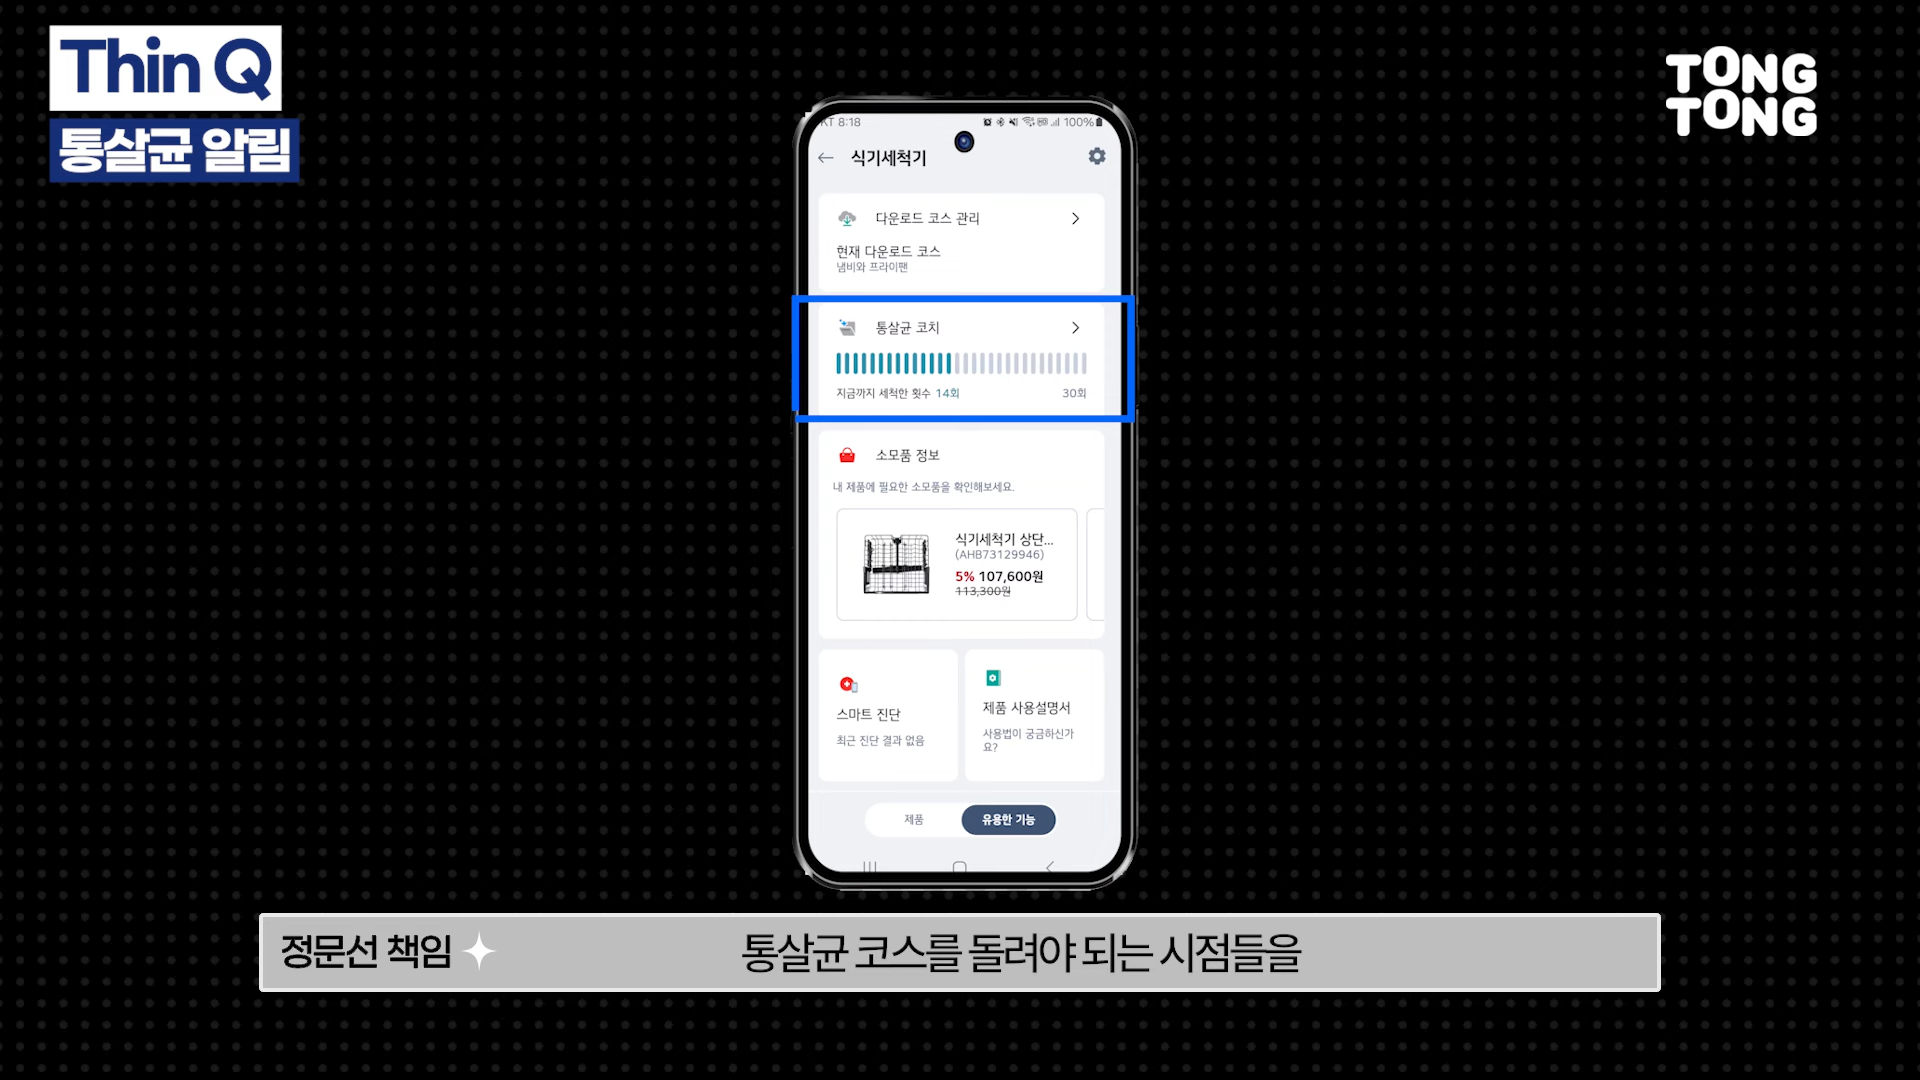 Thin Q
통살균 알림
TONG
TONG
KT 8:18
100%
식기세척기
다운로드 코스 관리
현재 다운로드 코스
냄비와 프라이팬
통살균 코치
지금까지 세척한 횟수 14회
30회
소모품 정보
내 제품에 필요한 소모품을 확인해보세요.
식기세척기 상단...
(AHB73129946)
5% 107,600원
113,300원
스마트 진단
최근 진단 결과 없음
제품 사용설명서
사용법이 궁금하신가
요?
제품
유용한 기능
정문선 책임
통살균 코스를 돌려야 되는 시점들을